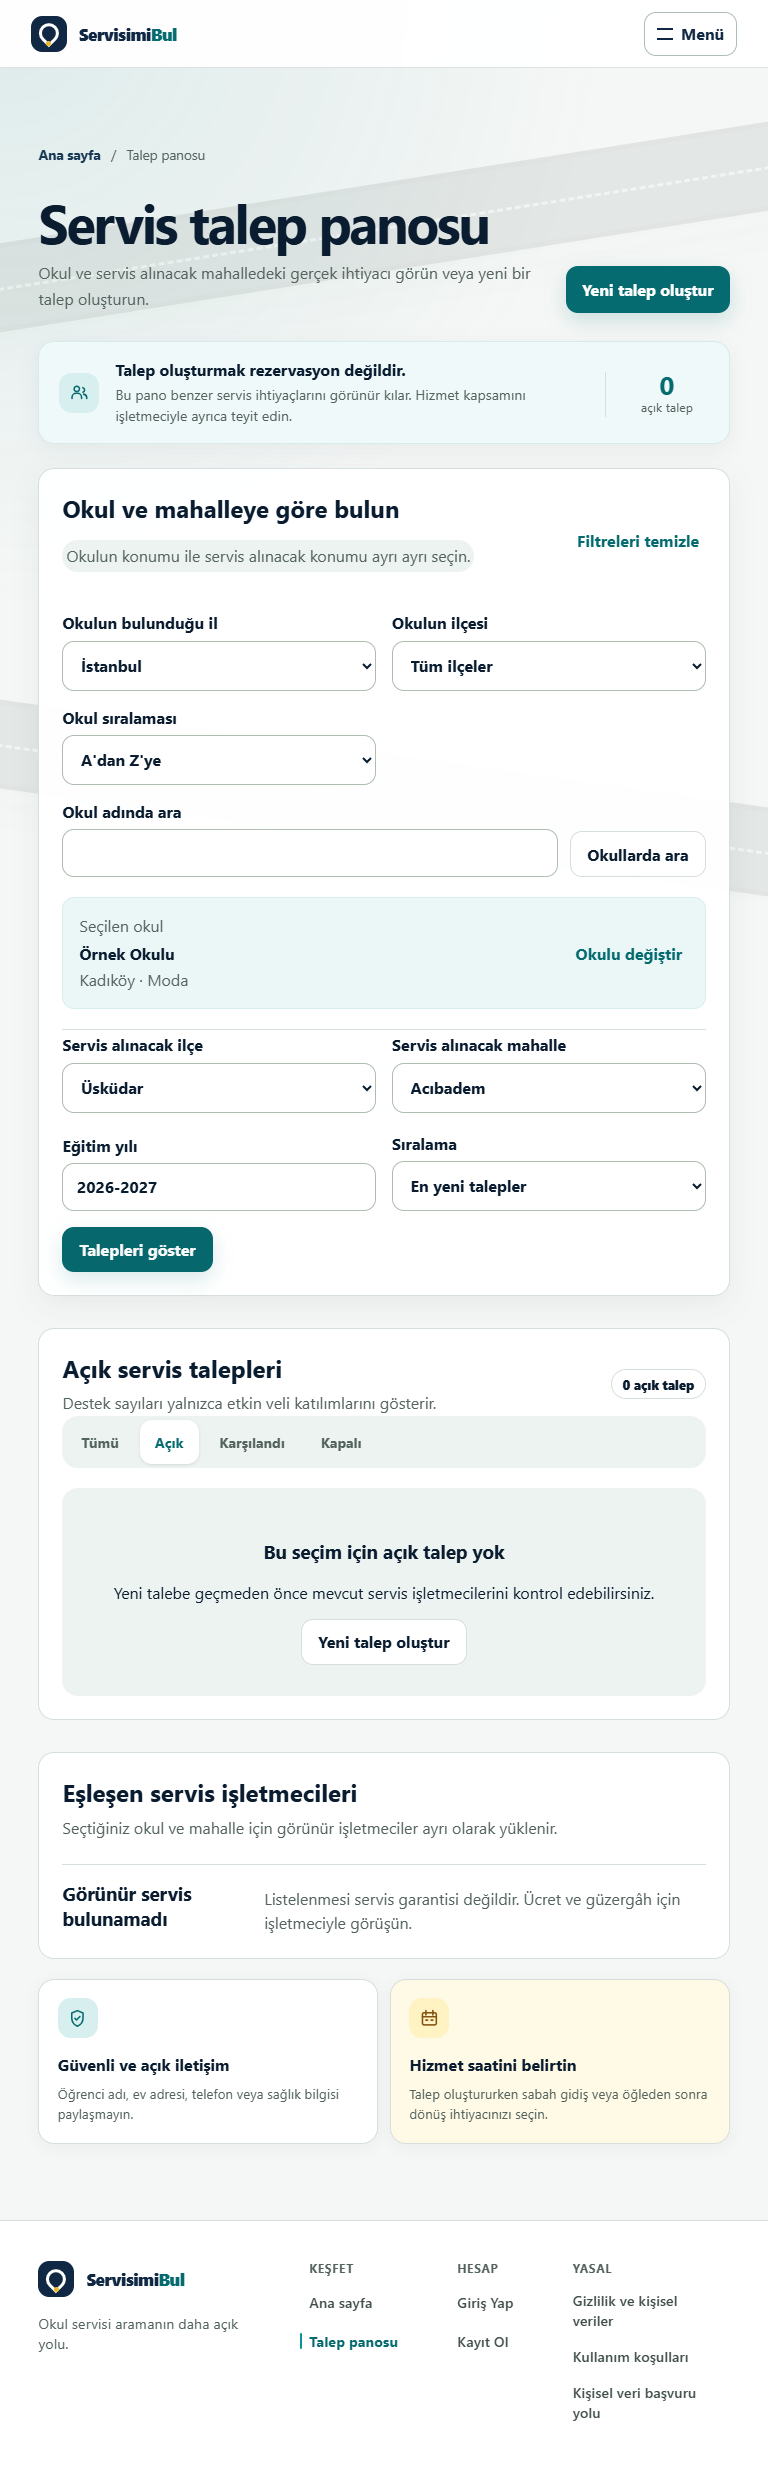 ServisimiBul
Menü
Ana sayfa / Talep panosu
Servis talep panosu
Okul ve servis alınacak mahalledeki gerçek ihtiyacı görün veya yeni bir
talep oluşturun.
Yeni talep oluştur
Talep oluşturmak rezervasyon değildir.
Bu pano benzer servis ihtiyaçlarını görünür kılar. Hizmet kapsamını
işletmeciyle ayrıca teyit edin.
0
açık talep
Okul ve mahalleye göre bulun
Okulun konumu ile servis alınacak konumu ayrı ayrı seçin.
Filtreleri temizle
Okulun bulunduğu il
Okulun ilçesi
İstanbul
Tüm ilçeler
Okul sıralaması
A'dan Z'ye
Okul adında ara
Okullarda ara
Seçilen okul
Örnek Okulu
Kadıköy · Moda
Okulu değiştir
Servis alınacak ilçe
Servis alınacak mahalle
Üsküdar
Acıbadem
Eğitim yılı
Sıralama
2026-2027
En yeni talepler
Talepleri göster
Açık servis talepleri
Destek sayıları yalnızca etkin veli katılımlarını gösterir.
0 açık talep
Tümü
Açık
Karşılandı
Kapalı
Bu seçim için açık talep yok
Yeni talebe geçmeden önce mevcut servis işletmecilerini kontrol edebilirsiniz.
Yeni talep oluştur
Eşleşen servis işletmecileri
Seçtiğiniz okul ve mahalle için görünür işletmeciler ayrı olarak yüklenir.
Görünür servis
bulunamadı
Listelenmesi servis garantisi değildir. Ücret ve güzergâh için
işletmeciyle görüşün.
Güvenli ve açık iletişim
Öğrenci adı, ev adresi, telefon veya sağlık bilgisi
paylaşmayın.
Hizmet saatini belirtin
Talep oluştururken sabah gidiş veya öğleden sonra
dönüş ihtiyacınızı seçin.
ServisimiBul
Okul servisi aramanın daha açık
yolu.
KEŞFET
Ana sayfa
Talep panosu
HESAP
Giriş Yap
Kayıt Ol
YASAL
Gizlilik ve kişisel
veriler
Kullanım koşulları
Kişisel veri başvuru
yolu